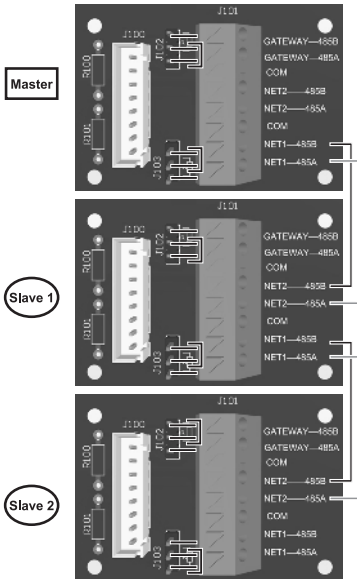 J101
J100
J102
R100
R101
J103
GATEWAY—485B
GATEWAY—485A
COM
NET2—485B
NET2—485A
COM
NET1—485B
NET1—485A
Master
J101
J100
J102
R100
R101
J103
GATEWAY—485B
GATEWAY—485A
COM
NET2—485B
NET2—485A
COM
NET1—485B
NET1—485A
Slave 1
J101
J100
J102
R100
R101
J103
GATEWAY—485B
GATEWAY—485A
COM
NET2—485B
NET2—485A
COM
NET1—485B
NET1—485A
Slave 2